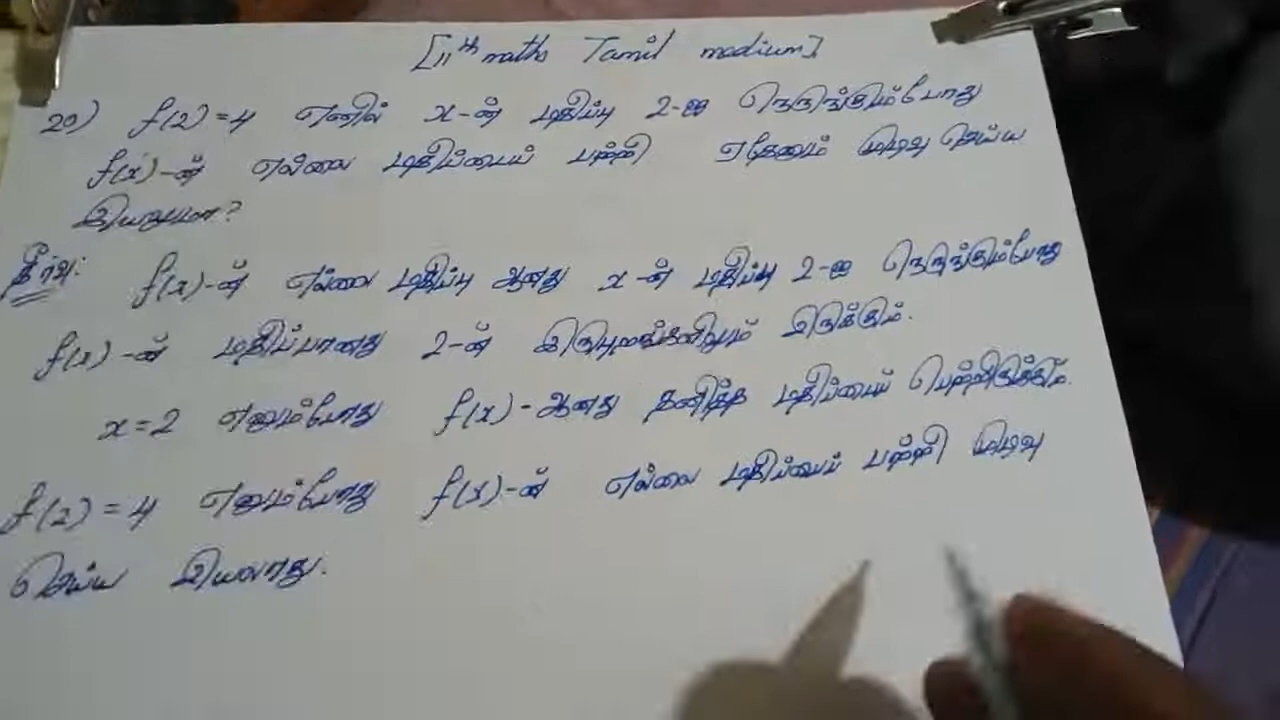 [11th maths Tamil medium]
20) f(2)=4 எனில் x-ன் மதிப்பு 2-ஐ நெருங்கும்போது
f(x)-ன் எல்லை மதிப்பைப் பற்றி ஏதேனும் முடிவு செய்ய
இயலுமா?
தீர்வு: f(x)-ன் எல்லை மதிப்பு ஆனது x-ன் மதிப்பு 2-ஐ நெருங்கும்போது
f(x)-ன் மதிப்பானது 2-ன் இருபுறங்களிலும் இருக்கும்.
x=2 எனும்போது f(x)-ஆனது தனித்த மதிப்பைப் பெற்றிருக்கும்.
f(2)=4 எனும்போது f(x)-ன் எல்லை மதிப்பைப் பற்றி முடிவு
செய்ய இயலாது.